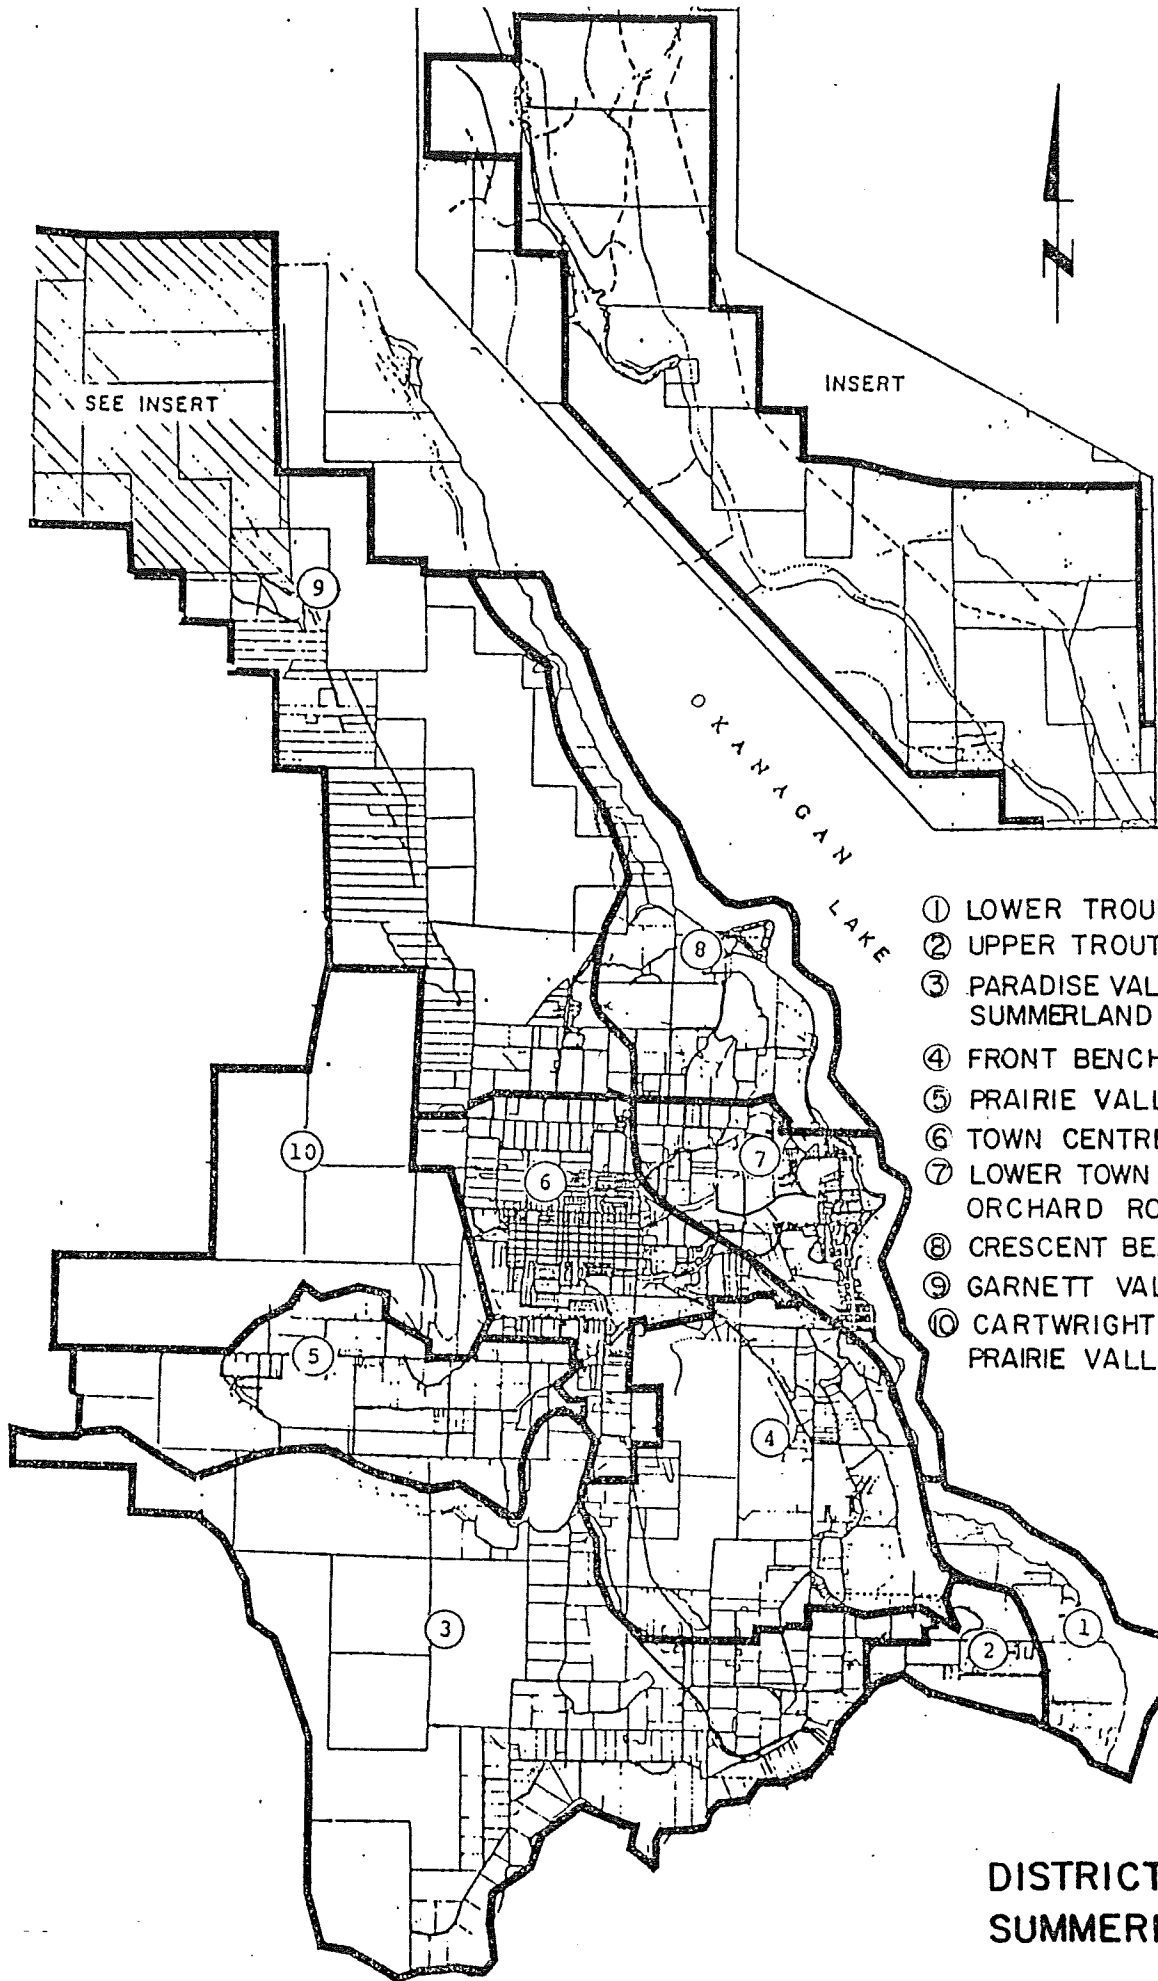 N
INSERT
SEE INSERT
OKANAGAN LAKE
① LOWER TROU
② UPPER TROUT
③ PARADISE VAL
SUMMERLAND
④ FRONT BENCH
⑤ PRAIRIE VALL
⑥ TOWN CENTRE
⑦ LOWER TOWN
ORCHARD RO
⑧ CRESCENT BE
⑨ GARNETT VAL
⑩ CARTWRIGHT
PRAIRIE VALL
9
8
10
6
7
5
4
3
2
1
DISTRICT
SUMMERL